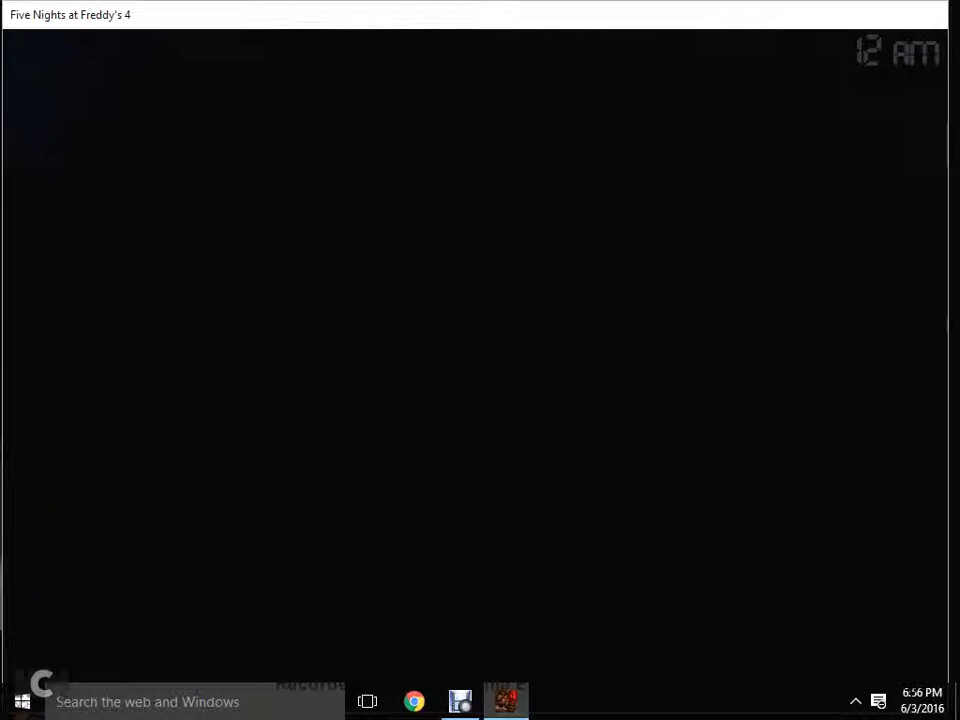 Five Nights at Freddy's 4
12 AM
C
Search the web and Windows
6:56 PM
6/3/2016